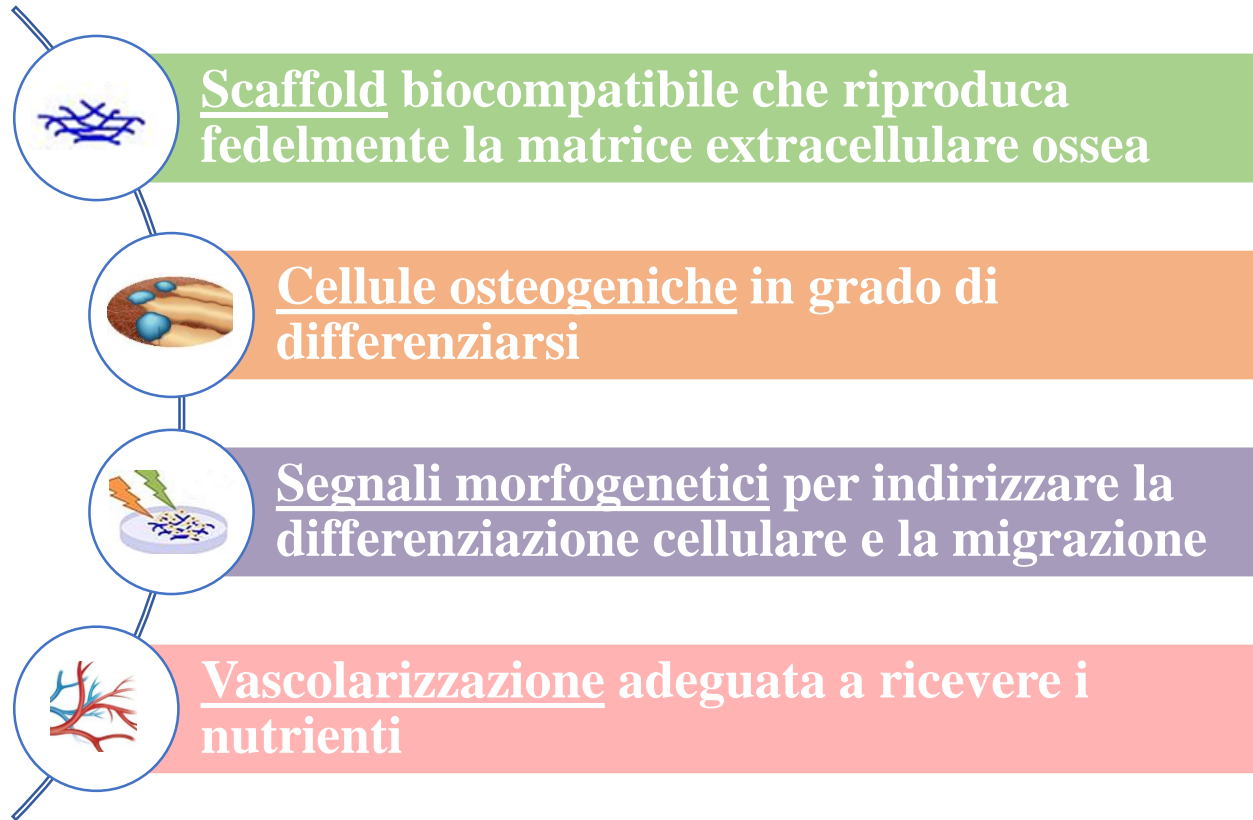 Scaffold biocompatibile che riproduca
fedelmente la matrice extracellulare ossea
Cellule osteogeniche in grado di
differenziarsi
Segnali morfogenetici per indirizzare la
differenziazione cellulare e la migrazione
Vascolarizzazione adeguata a ricevere i
nutrienti